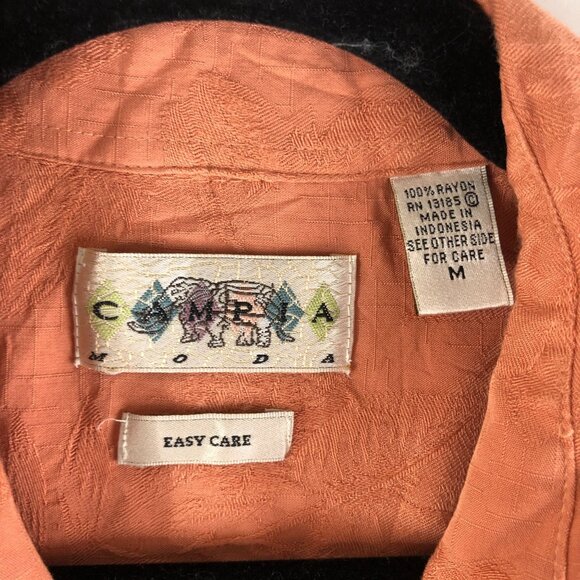 CAMPIA
MODA
EASY CARE
100% RAYON
RN 13185 ©
MADE IN
INDONESIA
SEE OTHER SIDE
FOR CARE
M